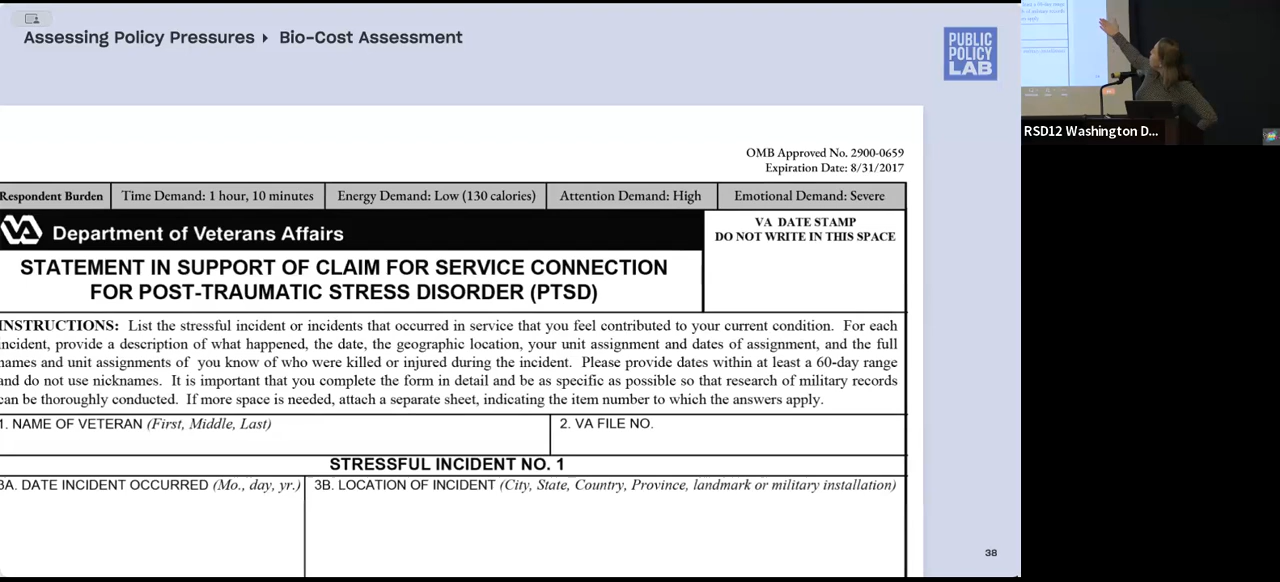 Assessing Policy Pressures ▸ Bio-Cost Assessment
PUBLIC
POLICY
LAB
OMB Approved No. 2900-0659
Expiration Date: 8/31/2017
Respondent Burden
Time Demand: 1 hour, 10 minutes
Energy Demand: Low (130 calories)
Attention Demand: High
Emotional Demand: Severe
VA
Department of Veterans Affairs
VA DATE STAMP
DO NOT WRITE IN THIS SPACE
STATEMENT IN SUPPORT OF CLAIM FOR SERVICE CONNECTION
FOR POST-TRAUMATIC STRESS DISORDER (PTSD)
INSTRUCTIONS: List the stressful incident or incidents that occurred in service that you feel contributed to your current condition. For each
incident, provide a description of what happened, the date, the geographic location, your unit assignment and dates of assignment, and the full
names and unit assignments of you know of who were killed or injured during the incident. Please provide dates within at least a 60-day range
and do not use nicknames. It is important that you complete the form in detail and be as specific as possible so that research of military records
can be thoroughly conducted. If more space is needed, attach a separate sheet, indicating the item number to which the answers apply.
1. NAME OF VETERAN (First, Middle, Last)
2. VA FILE NO.
STRESSFUL INCIDENT NO. 1
3A. DATE INCIDENT OCCURRED (Mo., day, yr.)
3B. LOCATION OF INCIDENT (City, State, Country, Province, landmark or military installation)
38
RSD12 Washington D...